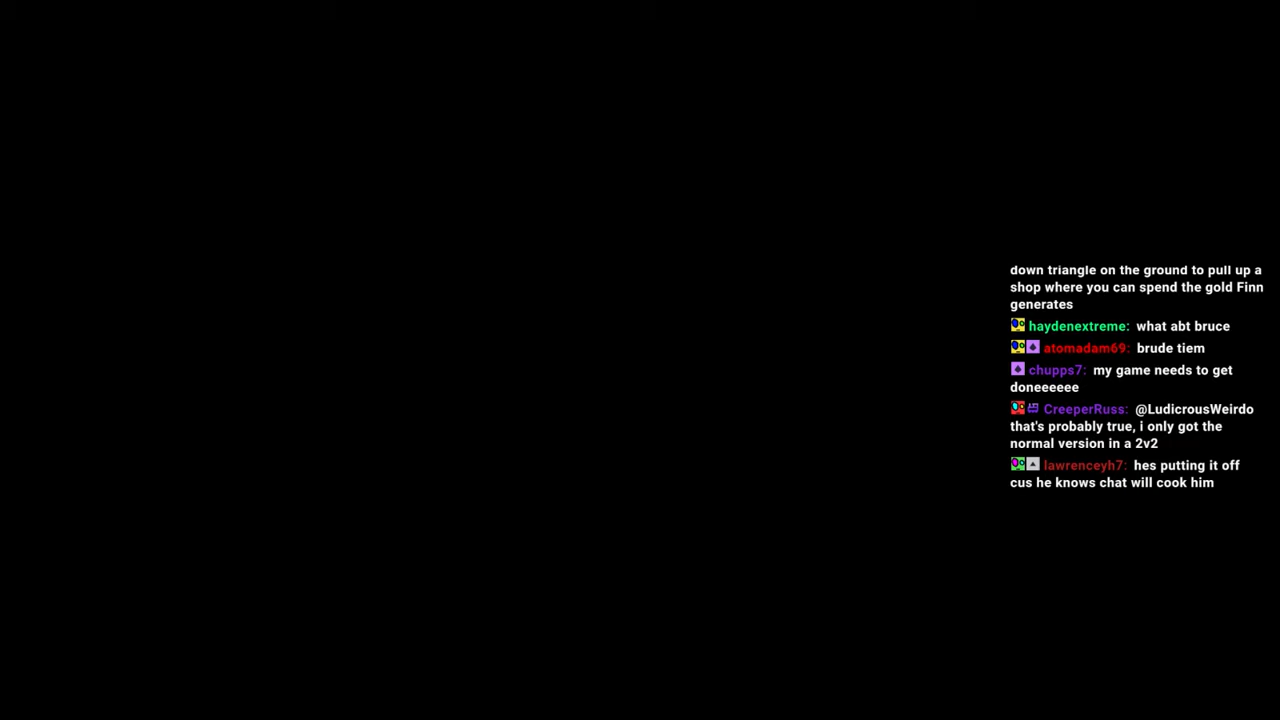 down triangle on the ground to pull up a
shop where you can spend the gold Finn
generates
haydenextreme: what abt bruce
atomadam69: brude tiem
chupps7: my game needs to get
doneeeeee
CreeperRuss: @LudicrousWeirdo
that's probably true, i only got the
normal version in a 2v2
lawrenceyh7: hes putting it off
cus he knows chat will cook him